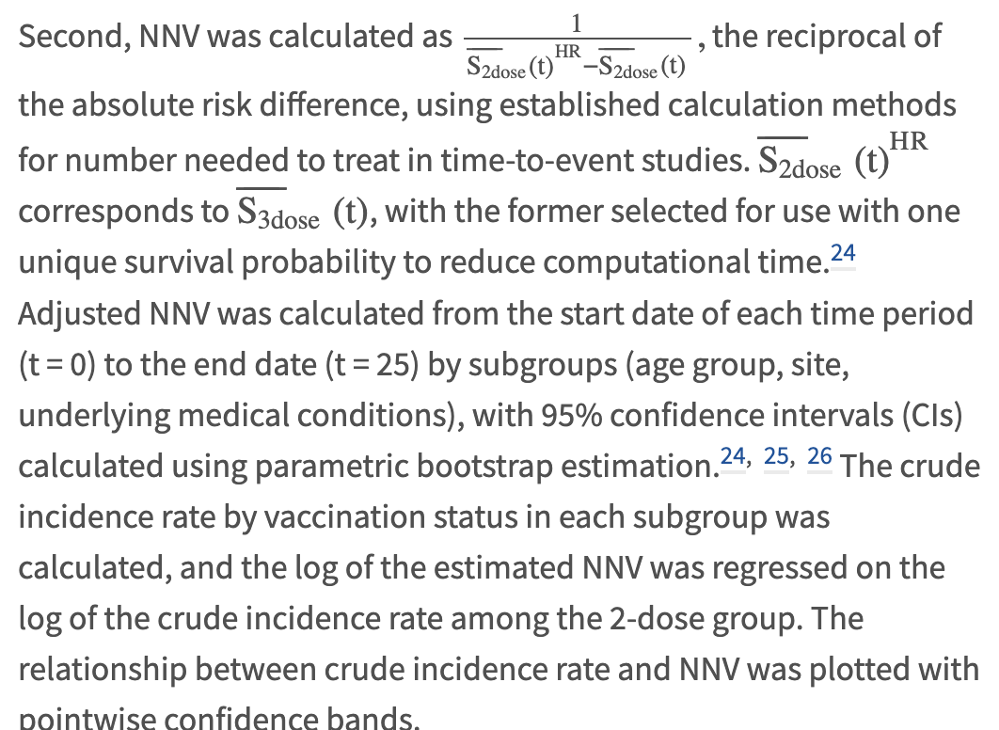 Second, NNV was calculated as \frac{1}{\overline{S_{2dose}}(t)^{HR}-\overline{S_{2dose}}(t)}, the reciprocal of
the absolute risk difference, using established calculation methods
for number needed to treat in time-to-event studies. \overline{S_{2dose}} (t)^{HR}
corresponds to \overline{S_{3dose}} (t), with the former selected for use with one
unique survival probability to reduce computational time.24
Adjusted NNV was calculated from the start date of each time period
(t = 0) to the end date (t = 25) by subgroups (age group, site,
underlying medical conditions), with 95% confidence intervals (CIs)
calculated using parametric bootstrap estimation.24, 25, 26 The crude
incidence rate by vaccination status in each subgroup was
calculated, and the log of the estimated NNV was regressed on the
log of the crude incidence rate among the 2-dose group. The
relationship between crude incidence rate and NNV was plotted with
pointwise confidence bands.